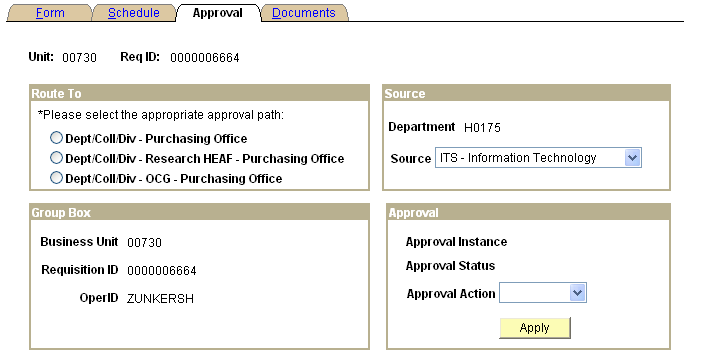 Form Schedule Approval Documents
Unit: 00730 Req ID: 0000006664
Route To
*Please select the appropriate approval path:
Dept/Coll/Div - Purchasing Office
Dept/Coll/Div - Research HEAF - Purchasing Office
Dept/Coll/Div - OCG - Purchasing Office
Source
Department H0175
Source ITS - Information Technology
Group Box
Business Unit 00730
Requisition ID 0000006664
OperID ZUNKERSH
Approval
Approval Instance
Approval Status
Approval Action
Apply